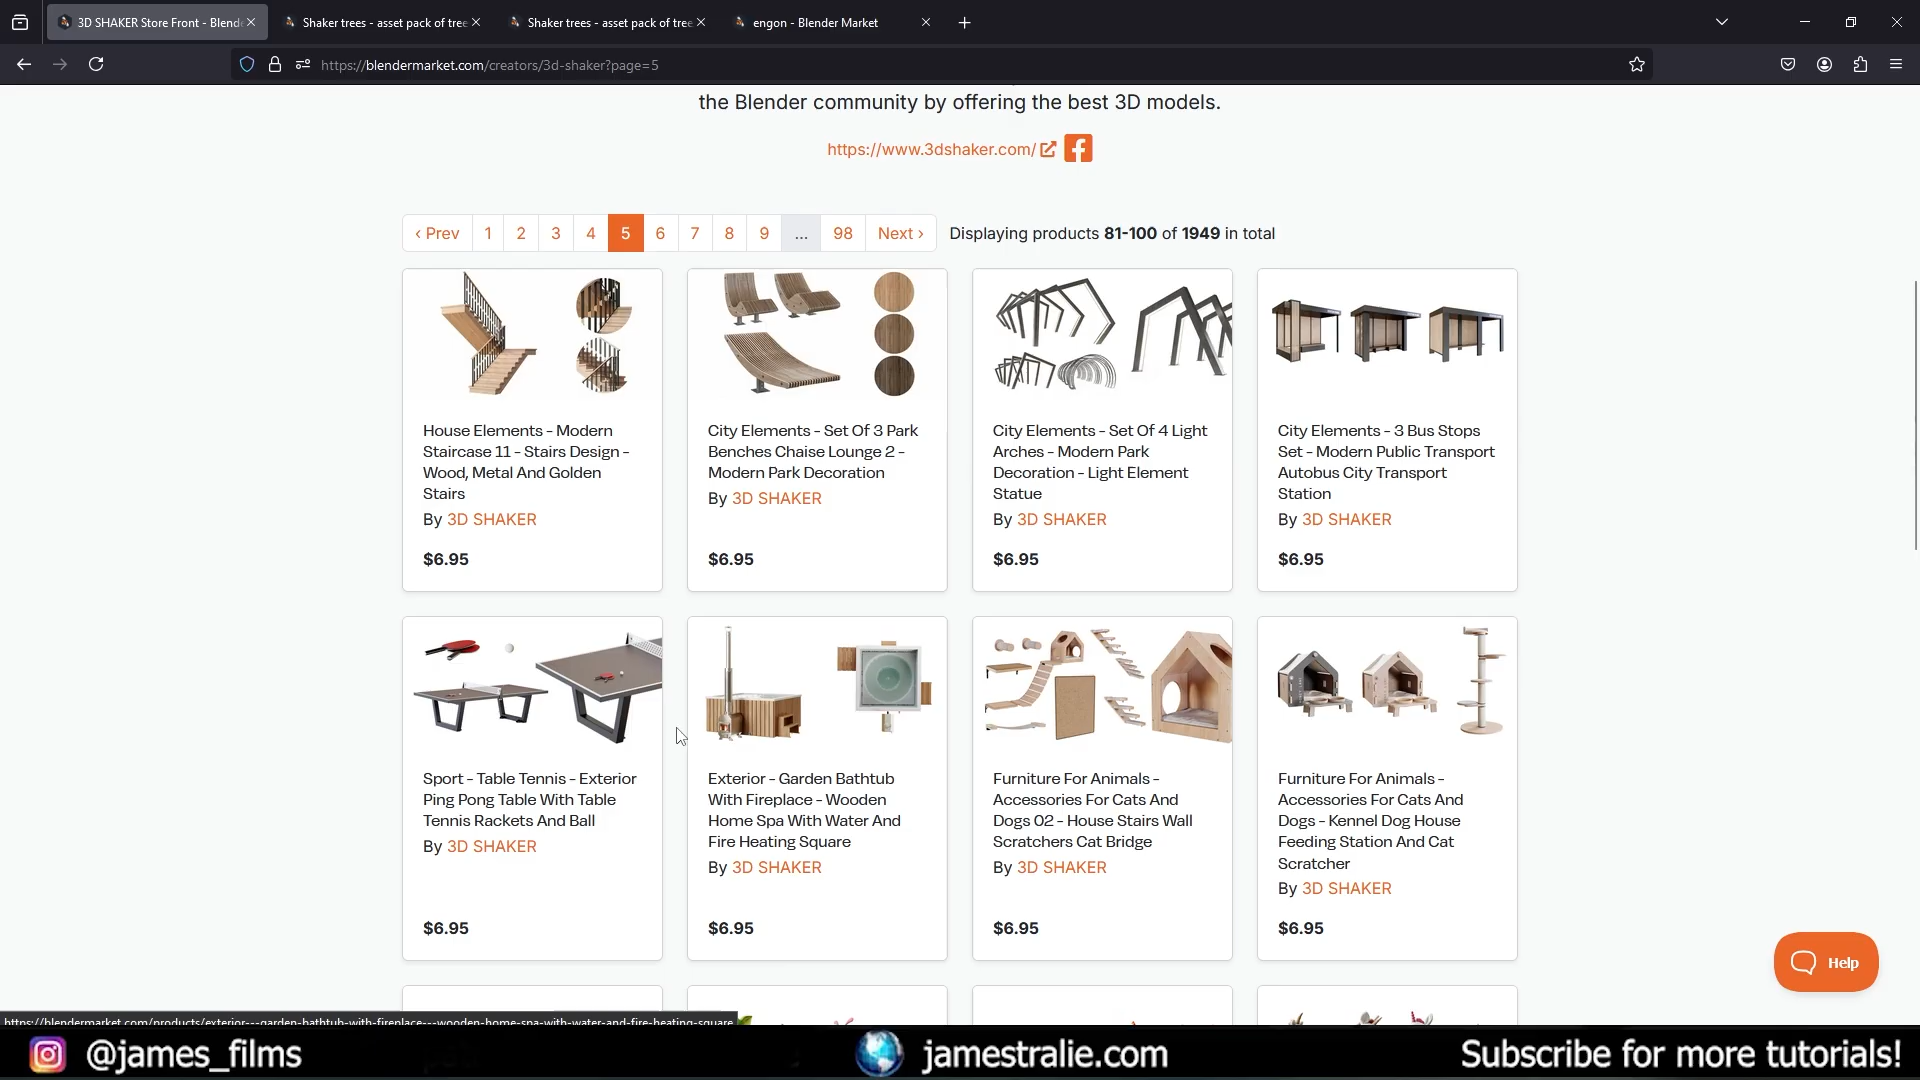 3D SHAKER Store Front - Blende
Shaker trees - asset pack of tree
Shaker trees - asset pack of tree
engon - Blender Market
https://blendermarket.com/creators/3d-shaker?page=5
the Blender community by offering the best 3D models.
https://www.3dshaker.com/
‹ Prev 1 2 3 4 5 6 7 8 9 ... 98 Next › Displaying products 81-100 of 1949 in total
House Elements - Modern
Staircase 11 - Stairs Design -
Wood, Metal And Golden
Stairs
By 3D SHAKER
$6.95
City Elements - Set Of 3 Park
Benches Chaise Lounge 2 -
Modern Park Decoration
By 3D SHAKER
$6.95
City Elements - Set Of 4 Light
Arches - Modern Park
Decoration - Light Element
Statue
By 3D SHAKER
$6.95
City Elements - 3 Bus Stops
Set - Modern Public Transport
Autobus City Transport
Station
By 3D SHAKER
$6.95
Sport - Table Tennis - Exterior
Ping Pong Table With Table
Tennis Rackets And Ball
By 3D SHAKER
$6.95
Exterior - Garden Bathtub
With Fireplace - Wooden
Home Spa With Water And
Fire Heating Square
By 3D SHAKER
$6.95
Furniture For Animals -
Accessories For Cats And
Dogs 02 - House Stairs Wall
Scratchers Cat Bridge
By 3D SHAKER
$6.95
Furniture For Animals -
Accessories For Cats And
Dogs - Kennel Dog House
Feeding Station And Cat
Scratcher
By 3D SHAKER
$6.95
Help
https://blendermarket.com/products/exterior---garden-bathtub-with-fireplace---wooden-home-spa-with-water-and-fire-heating-square
@james_films
jamestralie.com
Subscribe for more tutorials!